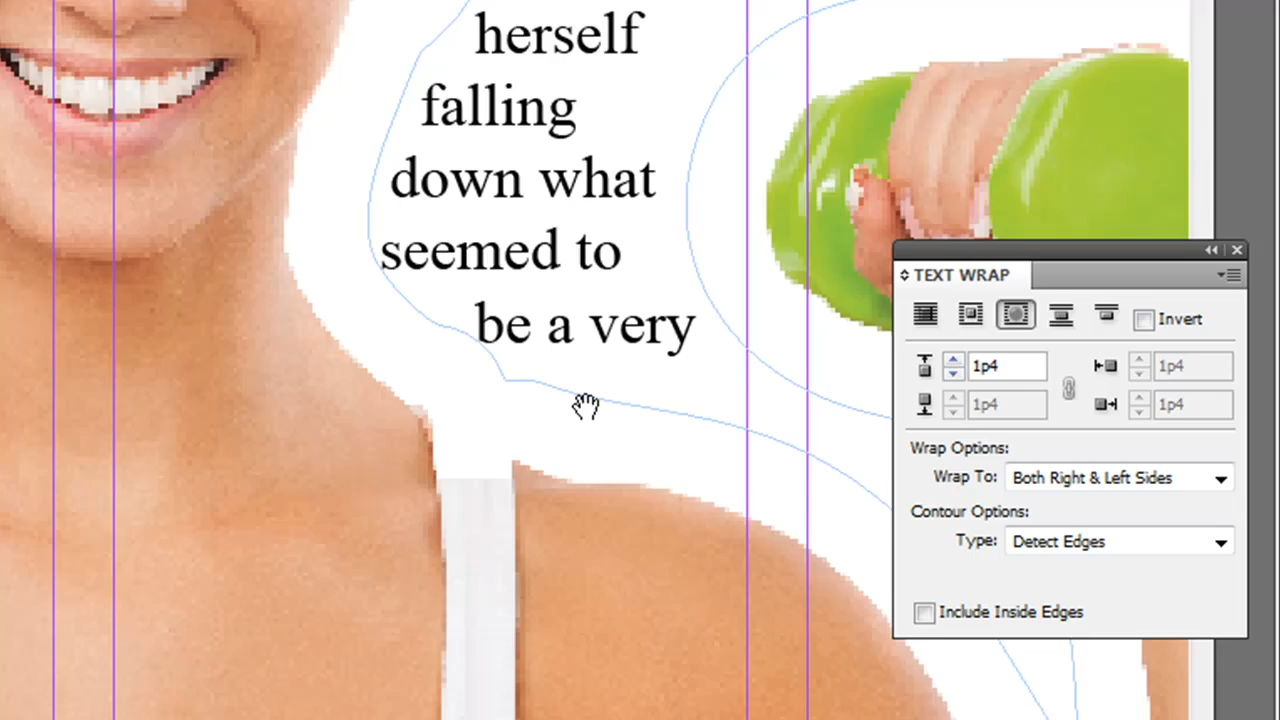 herself
falling
down what
seemed to
be a very
TEXT WRAP
Invert
1p4
1p4
1p4
1p4
Wrap Options:
Wrap To: Both Right & Left Sides
Contour Options:
Type: Detect Edges
Include Inside Edges